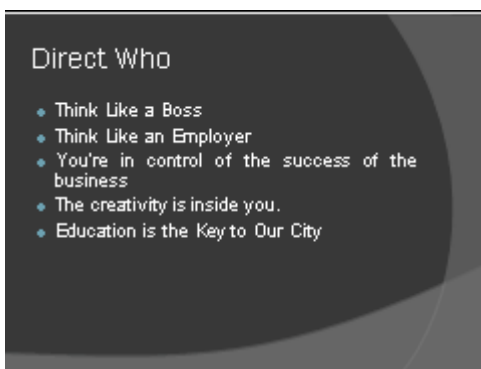 Direct Who
Think Like a Boss
Think Like an Employer
You're in control of the success of the
business
The creativity is inside you.
Education is the Key to Our City